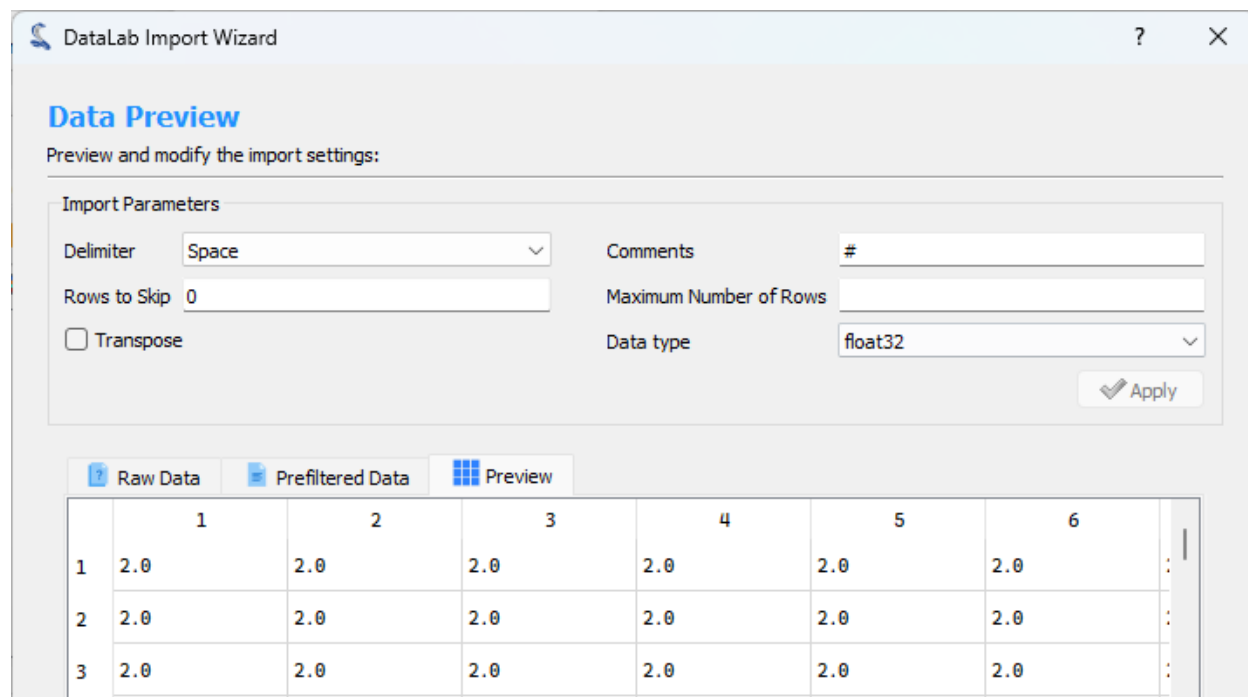 DataLab Import Wizard ? ×
Data Preview
Preview and modify the import settings:
Import Parameters
Delimiter Space Comments #
Rows to Skip 0 Maximum Number of Rows
Transpose Data type float32
Apply
Raw Data Prefiltered Data Preview
1 2 3 4 5 6
1 2.0 2.0 2.0 2.0 2.0 2.0
2 2.0 2.0 2.0 2.0 2.0 2.0
3 2.0 2.0 2.0 2.0 2.0 2.0